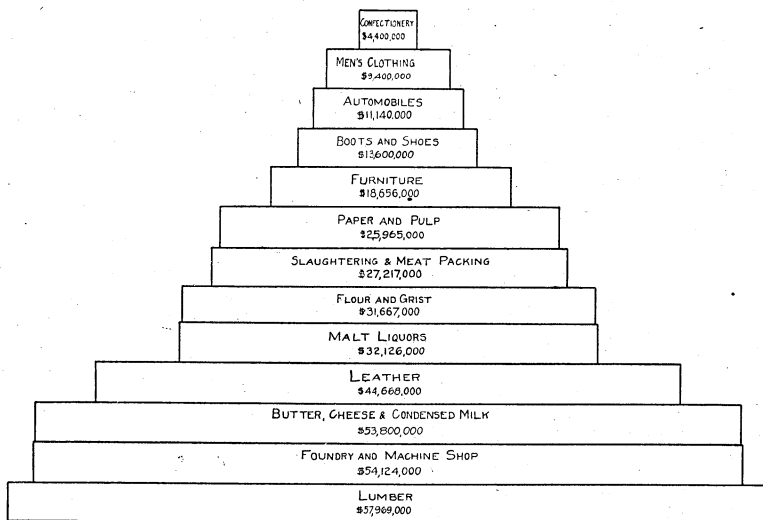 CONFECTIONERY
$4,400,000
MEN'S CLOTHING
$9,400,000
AUTOMOBILES
$11,140,000
BOOTS AND SHOES
$13,600,000
FURNITURE
$18,656,000
PAPER AND PULP
$25,965,000
SLAUGHTERING & MEAT PACKING
$27,217,000
FLOUR AND GRIST
$31,667,000
MALT LIQUORS
$32,126,000
LEATHER
$44,668,000
BUTTER, CHEESE & CONDENSED MILK
$53,800,000
FOUNDRY AND MACHINE SHOP
$54,124,000
LUMBER
$57,969,000